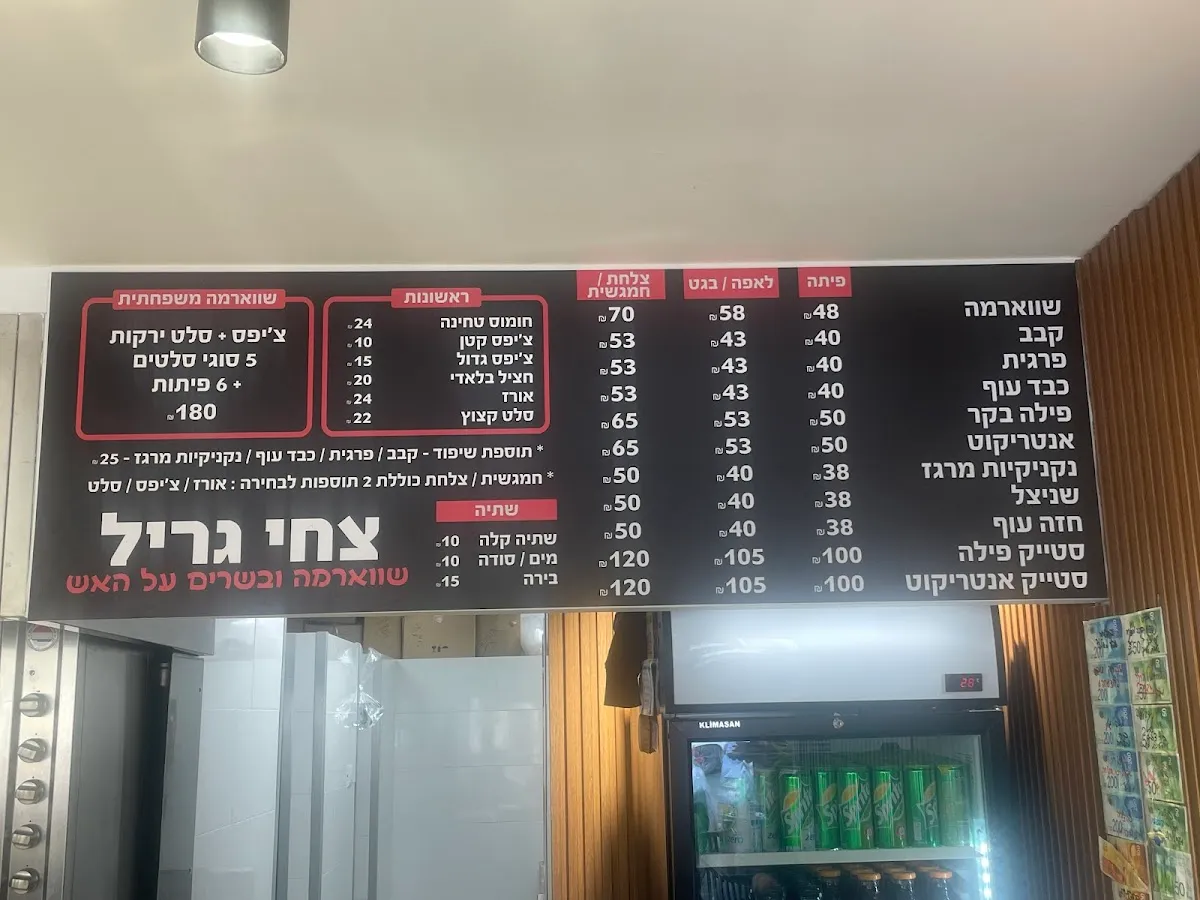 פיתה לאפה / בגט צלחת / חמגשית
שווארמה 48₪ 58₪ 70₪
קבב 40₪ 43₪ 53₪
פרגית 40₪ 43₪ 53₪
כבד עוף 40₪ 43₪ 53₪
פילה בקר 50₪ 53₪ 65₪
אנטריקוט 50₪ 53₪ 65₪
נקניקיות מרגז 38₪ 40₪ 50₪
שניצל 38₪ 40₪ 50₪
חזה עוף 38₪ 40₪ 50₪
סטייק פילה 100₪ 105₪ 120₪
סטייק אנטריקוט 100₪ 105₪ 120₪
ראשונות
חומוס טחינה 24₪
צ'יפס קטן 10₪
צ'יפס גדול 15₪
חציל בלאדי 20₪
אורז 24₪
סלט קצוץ 22₪
שווארמה משפחתית
צ'יפס + סלט ירקות
5 סוגי סלטים
+ 6 פיתות
180₪
* תוספת שיפוד - קבב / פרגית / כבד עוף / נקניקיות מרגז - 25₪
* חמגשית / צלחת כוללת 2 תוספות לבחירה : אורז / צ'יפס / סלט
שתיה
שתיה קלה 10₪
מים / סודה 10₪
בירה 15₪
צחי גריל
שווארמה ובשרים על האש
28°
KLİMASAN
Sprite
Sprite
Sprite